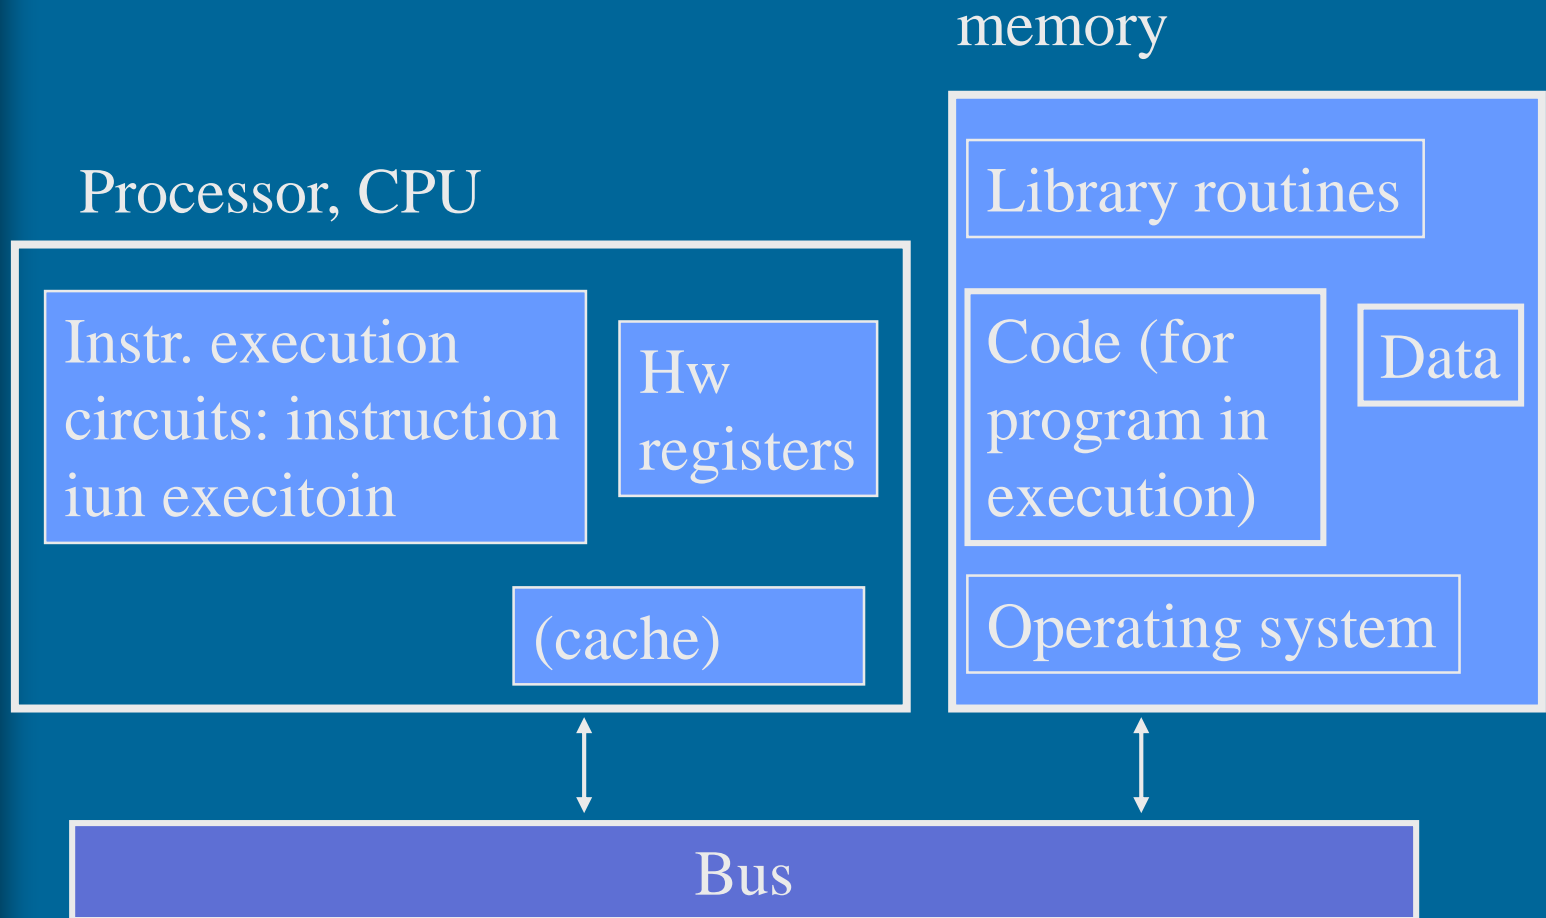 memory
Processor, CPU
Library routines
Instr. execution
circuits: instruction
iun execitoin
Hw
registers
Code (for
program in
execution)
Data
(cache)
Operating system
Bus